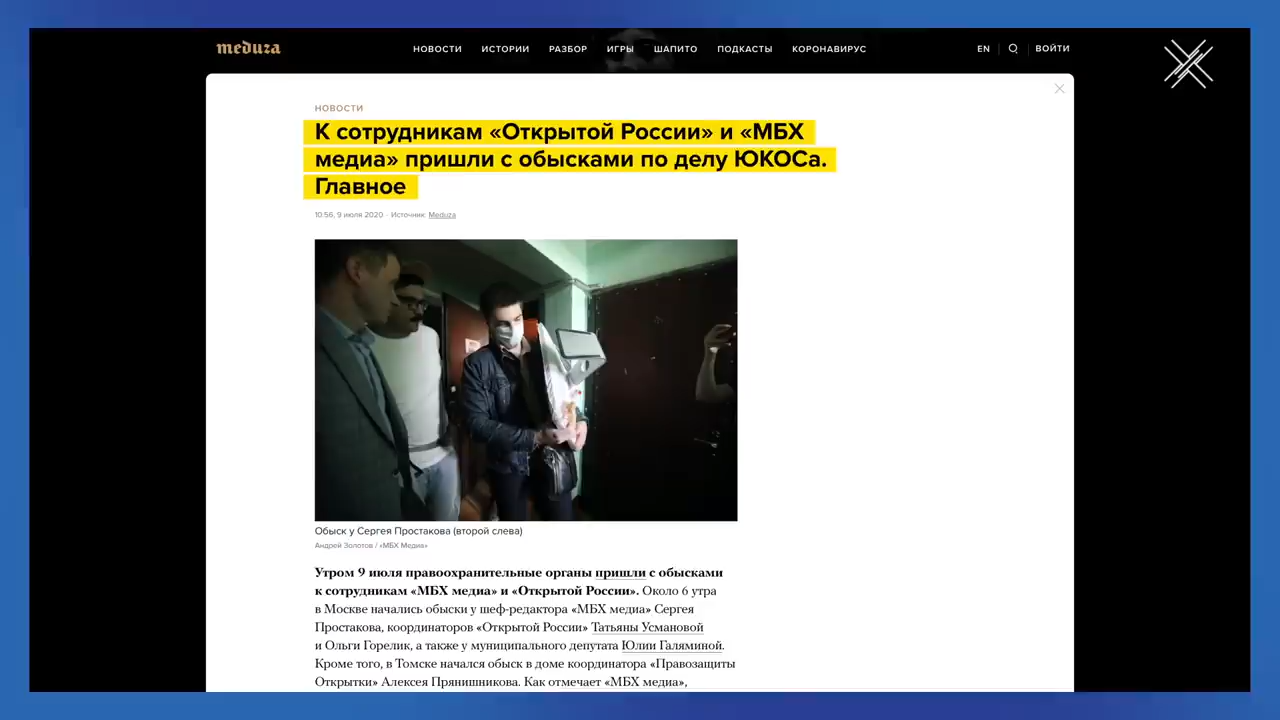 meduza
НОВОСТИ ИСТОРИИ РАЗБОР ИГРЫ ШАПИТО ПОДКАСТЫ КОРОНАВИРУС
EN ВОЙТИ
НОВОСТИ
К сотрудникам «Открытой России» и «МБХ
медиа» пришли с обысками по делу ЮКОСа.
Главное
10:56, 9 июля 2020 · Источник: Meduza
Обыск у Сергея Простакова (второй слева)
Андрей Золотов / «МБХ Медиа»
Утром 9 июля правоохранительные органы пришли с обысками
к сотрудникам «МБХ медиа» и «Открытой России». Около 6 утра
в Москве начались обыски у шеф-редактора «МБХ медиа» Сергея
Простакова, координаторов «Открытой России» Татьяны Усмановой
и Ольги Горелик, а также у муниципального депутата Юлии Галяминой.
Кроме того, в Томске начался обыск в доме координатора «Правозащиты
Открытки» Алексея Прянишникова. Как отмечает «МБХ медиа»,